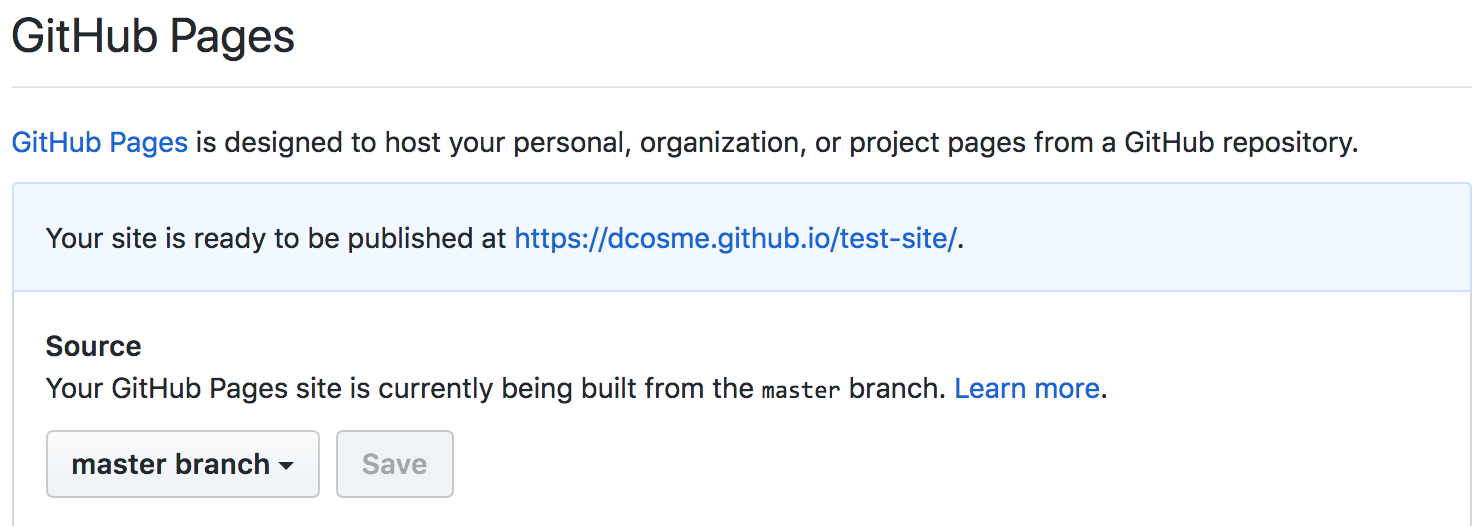 GitHub Pages
GitHub Pages is designed to host your personal, organization, or project pages from a GitHub repository.
Your site is ready to be published at https://dcosme.github.io/test-site/.
Source
Your GitHub Pages site is currently being built from the master branch. Learn more.
master branch Save